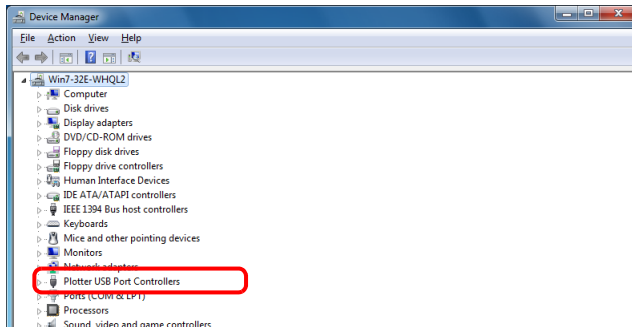 Device Manager
File Action View Help
Win7-32E-WHQL2
Computer
Disk drives
Display adapters
DVD/CD-ROM drives
Floppy disk drives
Floppy drive controllers
Human Interface Devices
IDE ATA/ATAPI controllers
IEEE 1394 Bus host controllers
Keyboards
Mice and other pointing devices
Monitors
Network adapters
Plotter USB Port Controllers
Ports (COM & LPT)
Processors
Sound, video and game controllers